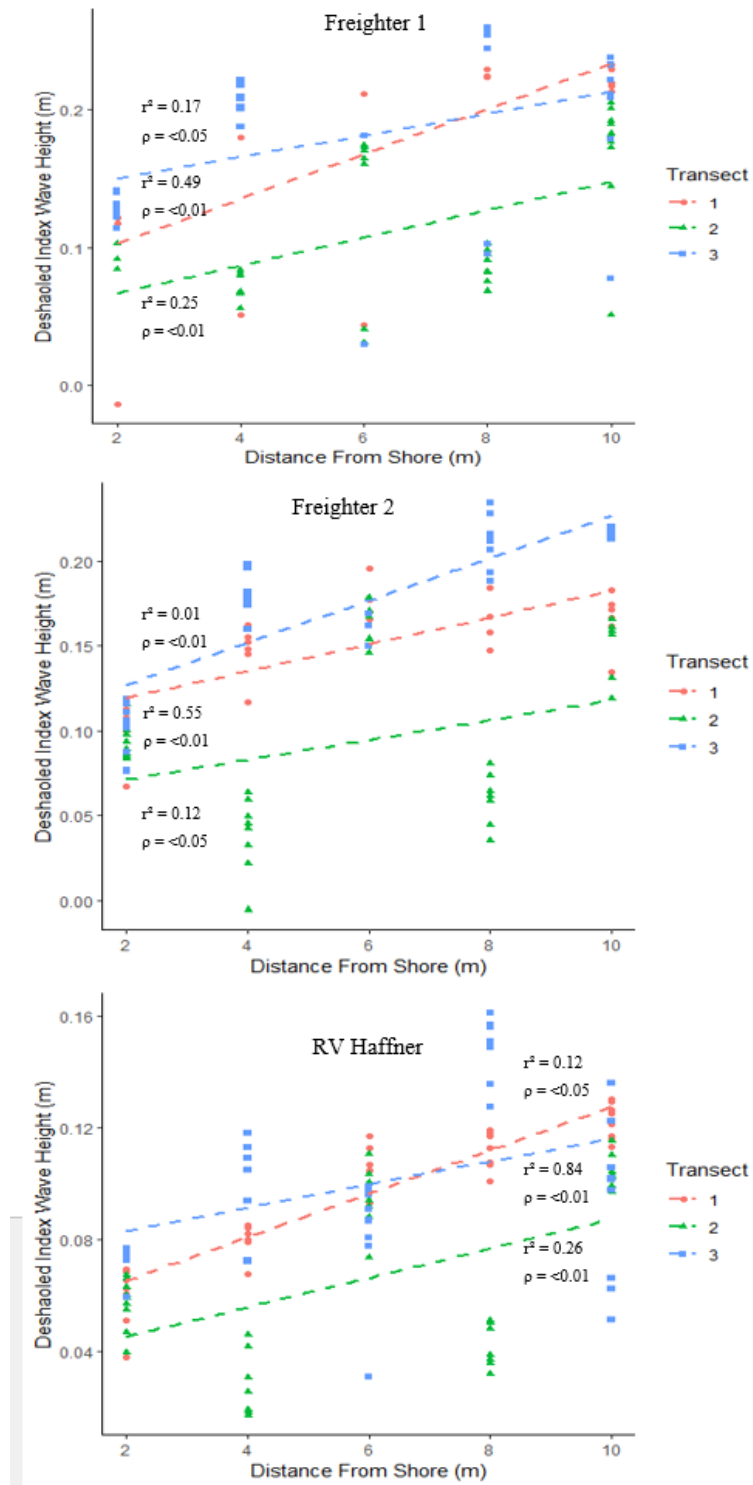 Freighter 1
Deshaoled Index Wave Height (m)
0.2
0.1
0.0
r² = 0.17
ρ = <0.05
r² = 0.49
ρ = <0.01
r² = 0.25
ρ = <0.01
2
4
6
8
10
Distance From Shore (m)
Transect
1
2
3
Freighter 2
Deshaoled Index Wave Height (m)
0.20
0.15
0.10
0.05
0.00
r² = 0.01
ρ = <0.01
r² = 0.55
ρ = <0.01
r² = 0.12
ρ = <0.05
2
4
6
8
10
Distance From Shore (m)
Transect
1
2
3
RV Haffner
Deshaoled Index Wave Height (m)
0.16
0.12
0.08
0.04
r² = 0.12
ρ = <0.05
r² = 0.84
ρ = <0.01
r² = 0.26
ρ = <0.01
2
4
6
8
10
Distance From Shore (m)
Transect
1
2
3